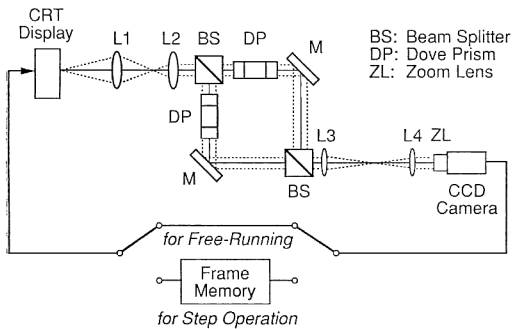 CRT
Display
L1
L2
BS
DP
M
BS: Beam Splitter
DP: Dove Prism
ZL: Zoom Lens
DP
M
BS
L3
L4
ZL
CCD
Camera
for Free-Running
Frame
Memory
for Step Operation